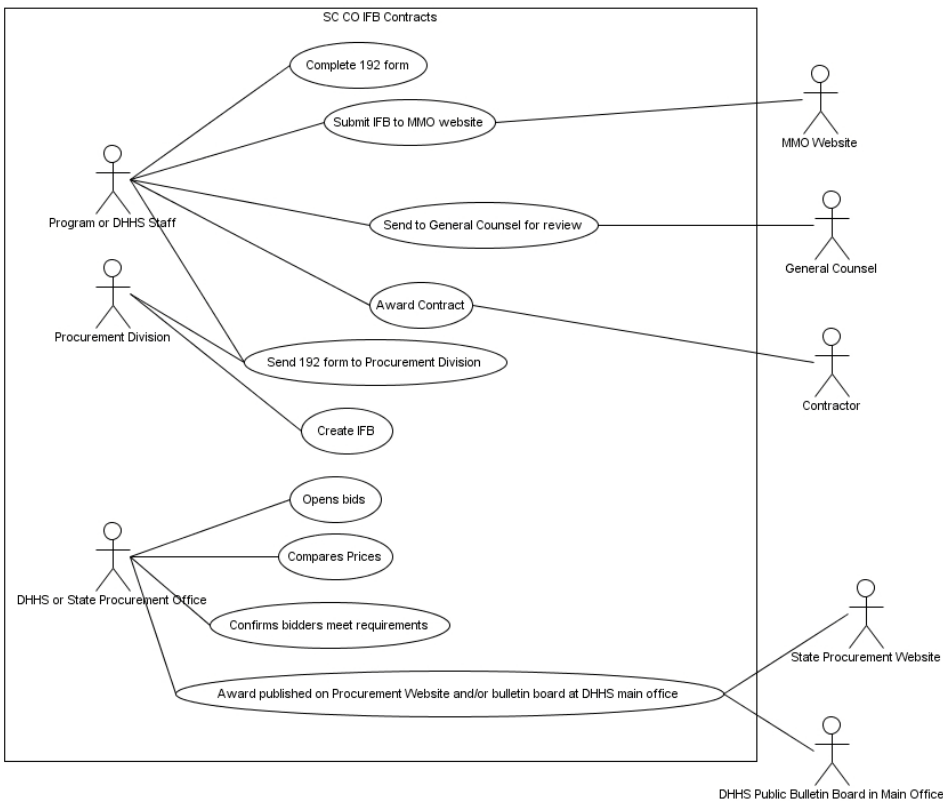 SC CO IFB Contracts
Complete 192 form
Submit IFB to MMO website
MMO Website
Program or DHHS Staff
Send to General Counsel for review
General Counsel
Award Contract
Procurement Division
Send 192 form to Procurement Division
Contractor
Create IFB
Opens bids
Compares Prices
DHHS or State Procurement Office
Confirms bidders meet requirements
State Procurement Website
Award published on Procurement Website and/or bulletin board at DHHS main office
DHHS Public Bulletin Board in Main Office